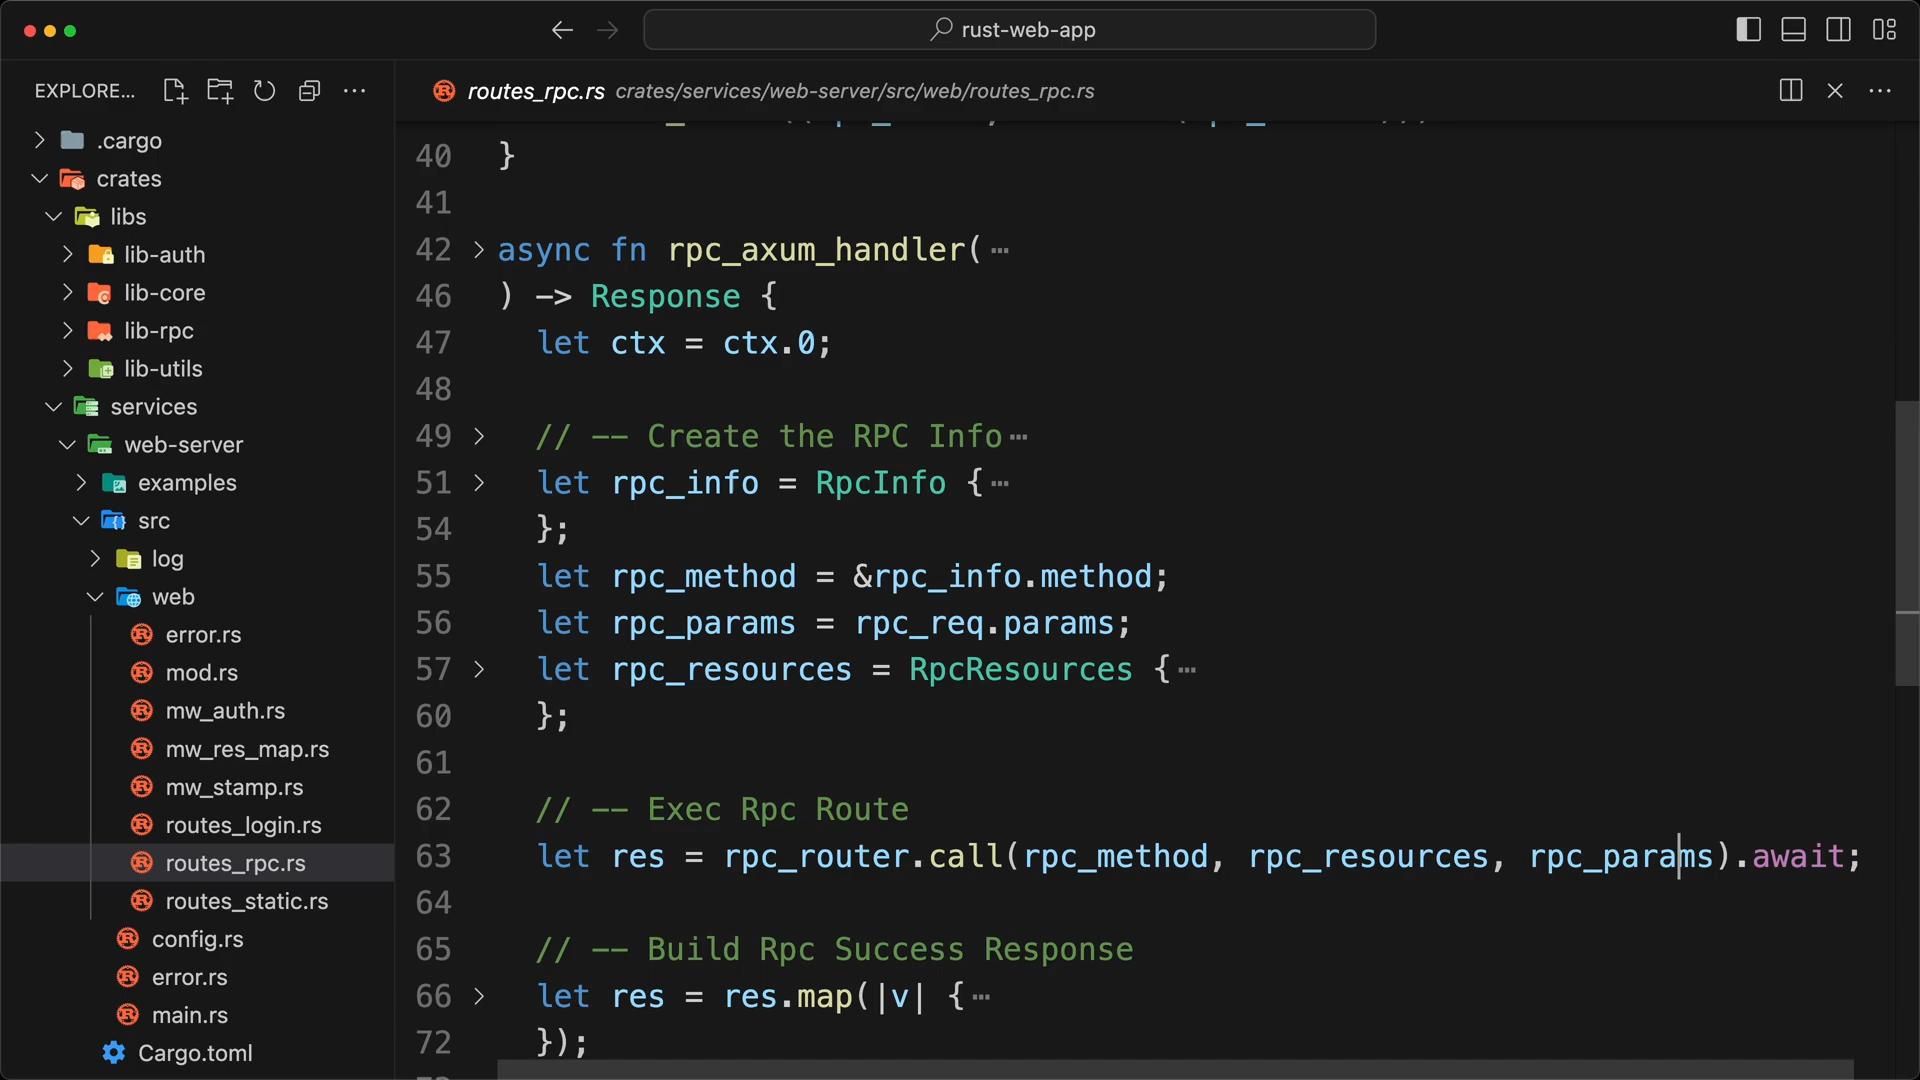 rust-web-app
EXPLORE...
routes_rpc.rs crates/services/web-server/src/web/routes_rpc.rs
.cargo
crates
libs
lib-auth
lib-core
lib-rpc
lib-utils
services
web-server
examples
src
log
web
error.rs
mod.rs
mw_auth.rs
mw_res_map.rs
mw_stamp.rs
routes_login.rs
routes_rpc.rs
routes_static.rs
config.rs
error.rs
main.rs
Cargo.toml
40 }
41
42 async fn rpc_axum_handler( ⋯
46 ) -> Response {
47 let ctx = ctx.0;
48
49 // -- Create the RPC Info ⋯
51 let rpc_info = RpcInfo { ⋯
54 };
55 let rpc_method = &rpc_info.method;
56 let rpc_params = rpc_req.params;
57 let rpc_resources = RpcResources { ⋯
60 };
61
62 // -- Exec Rpc Route
63 let res = rpc_router.call(rpc_method, rpc_resources, rpc_params).await;
64
65 // -- Build Rpc Success Response
66 let res = res.map(|v| { ⋯
72 });